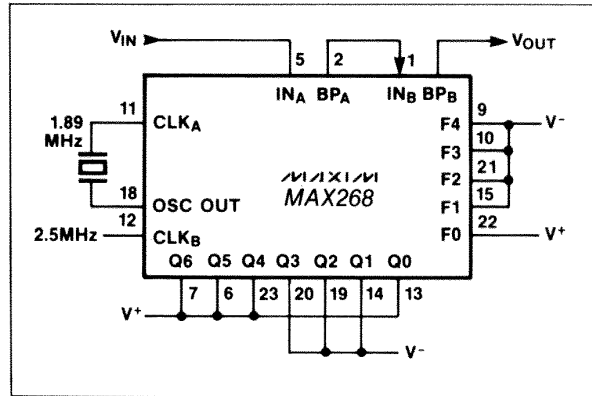 VIN
VOUT
5 2 1
INA BPA INB BPB
11 CLKA
1.89 MHz
18 OSC OUT
12 CLKB
2.5MHz
MAXIM
MAX268
F4 9 V-
F3 10
F2 21
F1 15
F0 22 V+
Q6 Q5 Q4 Q3 Q2 Q1 Q0
7 6 23 20 19 14 13
V+
V-